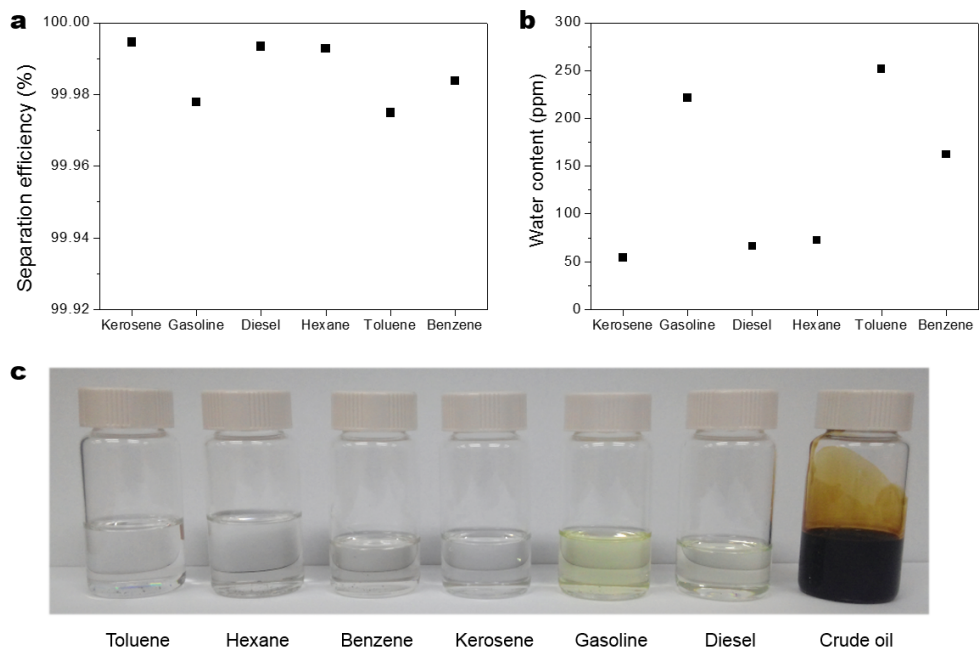 a
100.00
99.98
99.96
99.94
99.92
Separation efficiency (%)
Kerosene Gasoline Diesel Hexane Toluene Benzene
b
300
250
200
150
100
50
0
Water content (ppm)
Kerosene Gasoline Diesel Hexane Toluene Benzene
c
Toluene Hexane Benzene Kerosene Gasoline Diesel Crude oil